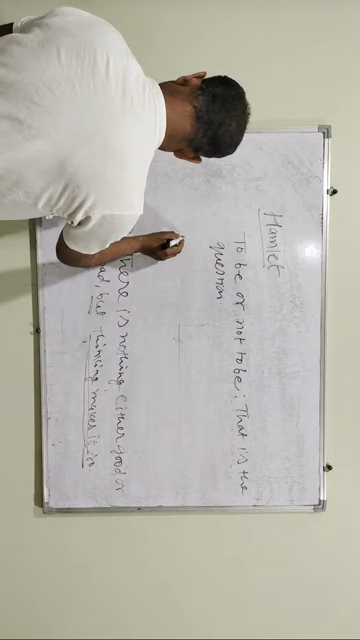 Hamlet
To be or not to be; That is the
question.
There is nothing either good or
bad, but thinking makes it so.